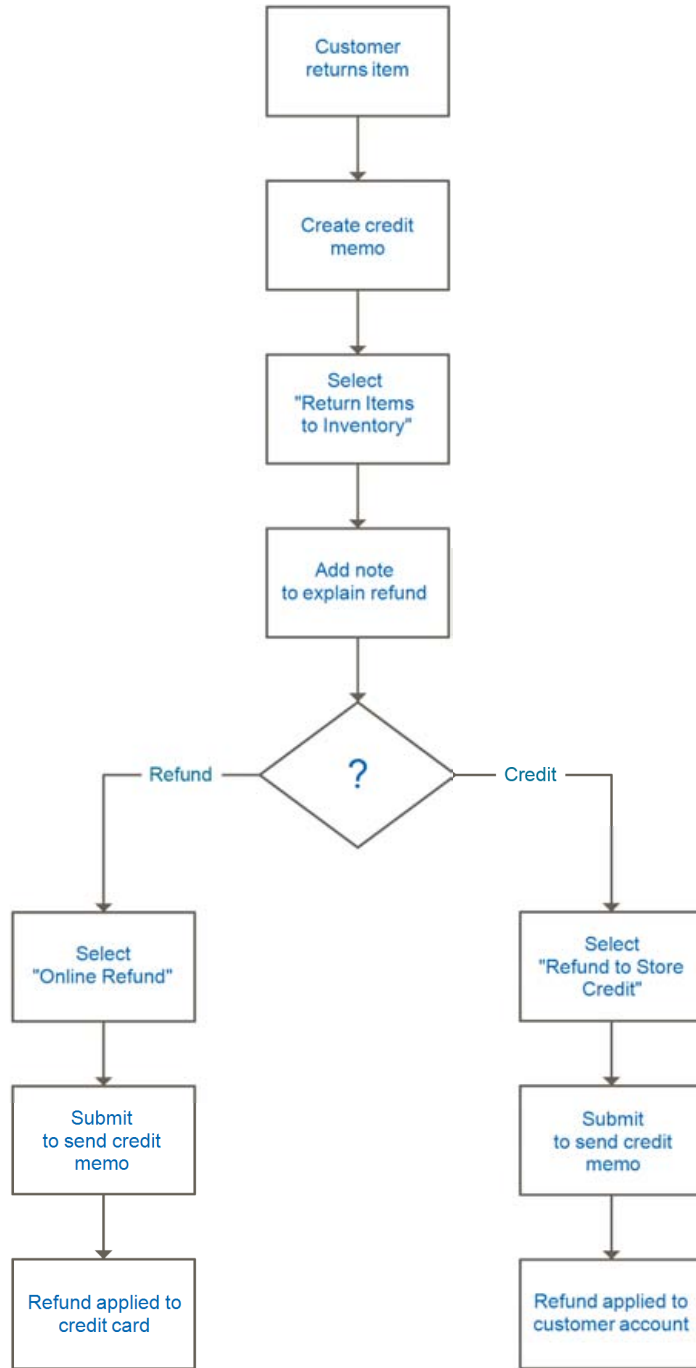 Customer
returns item
Create credit
memo
Select
"Return Items
to Inventory"
Add note
to explain refund
?
Refund
Credit
Select
"Online Refund"
Select
"Refund to Store
Credit"
Submit
to send credit
memo
Submit
to send credit
memo
Refund applied to
credit card
Refund applied to
customer account